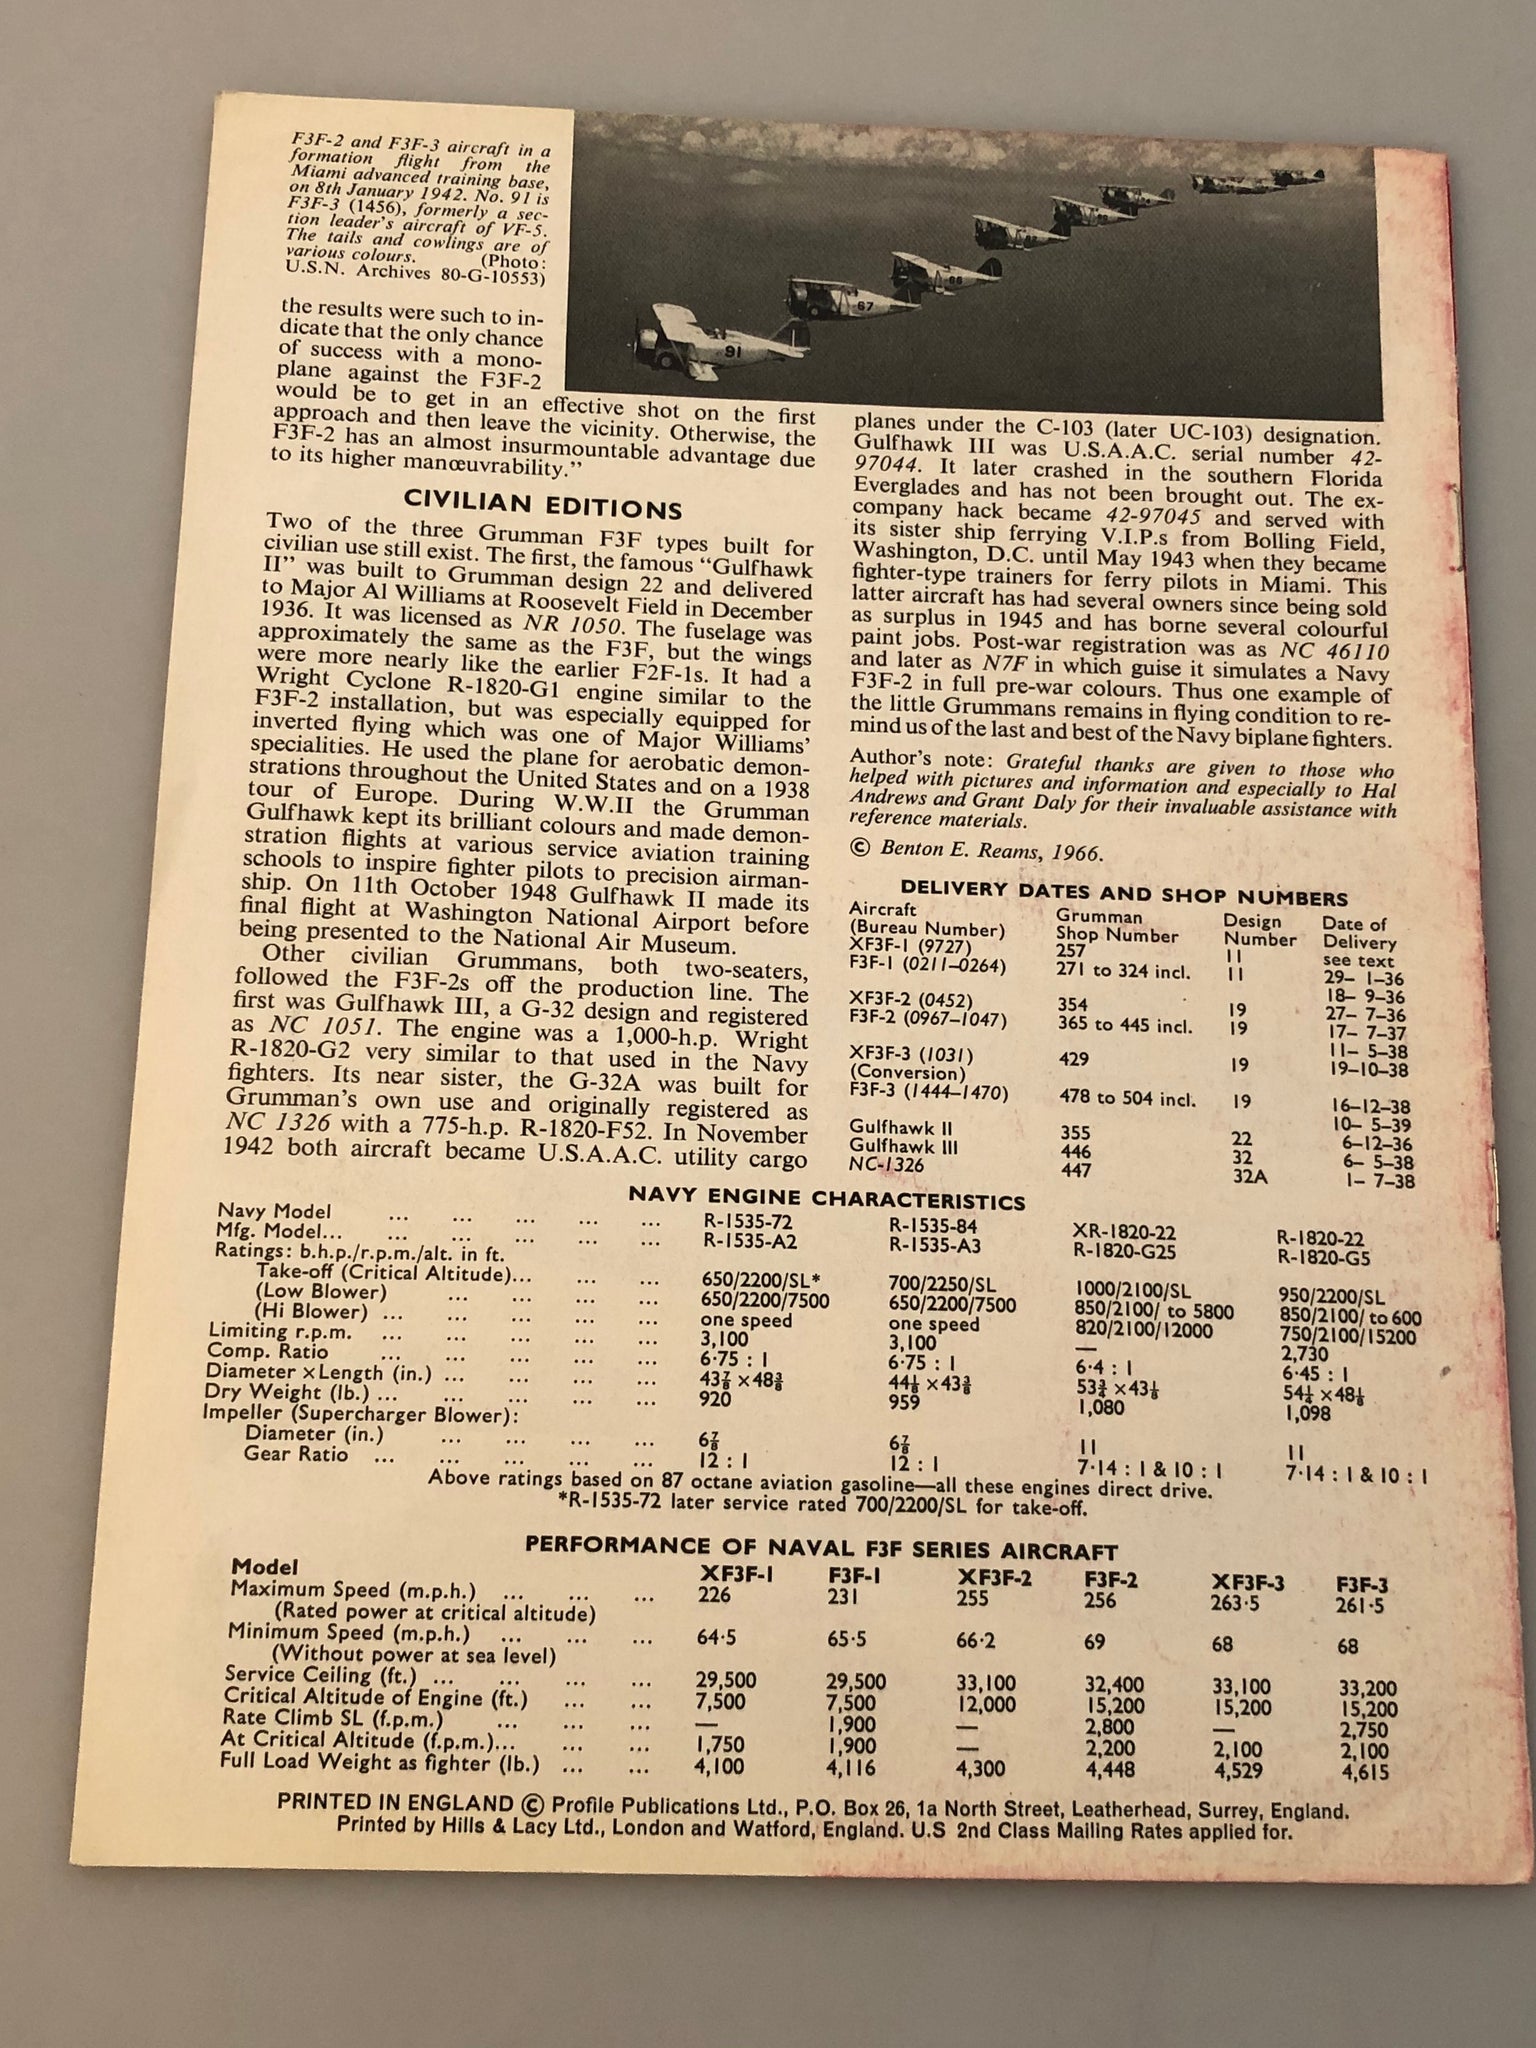 F3F-2 and F3F-3 aircraft in a
formation flight from the
Miami advanced training base,
on 8th January 1942. No. 91 is
F3F-3 (1456), formerly a sec-
tion leader's aircraft of VF-5.
The tails and cowlings are of
various colours. (Photo:
U.S.N. Archives 80-G-10553)
91
67
66
the results were such to in-
dicate that the only chance
of success with a mono-
plane against the F3F-2
would be to get in an effective shot on the first
approach and then leave the vicinity. Otherwise, the
F3F-2 has an almost insurmountable advantage due
to its higher manœuvrability."
CIVILIAN EDITIONS
Two of the three Grumman F3F types built for
civilian use still exist. The first, the famous "Gulfhawk
II" was built to Grumman design 22 and delivered
to Major Al Williams at Roosevelt Field in December
1936. It was licensed as NR 1050. The fuselage was
approximately the same as the F3F, but the wings
were more nearly like the earlier F2F-1s. It had a
Wright Cyclone R-1820-G1 engine similar to the
F3F-2 installation, but was especially equipped for
inverted flying which was one of Major Williams'
specialities. He used the plane for aerobatic demon-
strations throughout the United States and on a 1938
tour of Europe. During W.W.II the Grumman
Gulfhawk kept its brilliant colours and made demon-
stration flights at various service aviation training
schools to inspire fighter pilots to precision airman-
ship. On 11th October 1948 Gulfhawk II made its
final flight at Washington National Airport before
being presented to the National Air Museum.
Other civilian Grummans, both two-seaters,
followed the F3F-2s off the production line. The
first was Gulfhawk III, a G-32 design and registered
as NC 1051. The engine was a 1,000-h.p. Wright
R-1820-G2 very similar to that used in the Navy
fighters. Its near sister, the G-32A was built for
Grumman's own use and originally registered as
NC 1326 with a 775-h.p. R-1820-F52. In November
1942 both aircraft became U.S.A.A.C. utility cargo
planes under the C-103 (later UC-103) designation.
Gulfhawk III was U.S.A.A.C. serial number 42-
97044. It later crashed in the southern Florida
Everglades and has not been brought out. The ex-
company hack became 42-97045 and served with
its sister ship ferrying V.I.P.s from Bolling Field,
Washington, D.C. until May 1943 when they became
fighter-type trainers for ferry pilots in Miami. This
latter aircraft has had several owners since being sold
as surplus in 1945 and has borne several colourful
paint jobs. Post-war registration was as NC 46110
and later as N7F in which guise it simulates a Navy
F3F-2 in full pre-war colours. Thus one example of
the little Grummans remains in flying condition to re-
mind us of the last and best of the Navy biplane fighters.
Author's note: Grateful thanks are given to those who
helped with pictures and information and especially to Hal
Andrews and Grant Daly for their invaluable assistance with
reference materials.
© Benton E. Reams, 1966.
DELIVERY DATES AND SHOP NUMBERS
Aircraft Grumman Design Date of
(Bureau Number) Shop Number Number Delivery
XF3F-1 (9727) 257 11 see text
F3F-1 (0211–0264) 271 to 324 incl. 11 29- 1-36
18- 9-36
XF3F-2 (0452) 354 19 27- 7-36
F3F-2 (0967–1047) 365 to 445 incl. 19 17- 7-37
11- 5-38
XF3F-3 (1031) 429 19 19-10-38
(Conversion)
F3F-3 (1444–1470) 478 to 504 incl. 19 16-12-38
10- 5-39
Gulfhawk II 355 22 6-12-36
Gulfhawk III 446 32 6- 5-38
NC-1326 447 32A 1- 7-38
NAVY ENGINE CHARACTERISTICS
Navy Model ... ... ... ... ... R-1535-72 R-1535-84 XR-1820-22 R-1820-22
Mfg. Model... ... ... ... ... ... R-1535-A2 R-1535-A3 R-1820-G25 R-1820-G5
Ratings: b.h.p./r.p.m./alt. in ft.
Take-off (Critical Altitude)... ... ... 650/2200/SL* 700/2250/SL 1000/2100/SL 950/2200/SL
(Low Blower) ... ... ... ... 650/2200/7500 650/2200/7500 850/2100/ to 5800 850/2100/ to 600
(Hi Blower) ... ... ... ... ... one speed one speed 820/2100/12000 750/2100/15200
Limiting r.p.m. ... ... ... ... ... 3,100 3,100 — 2,730
Comp. Ratio ... ... ... ... ... 6·75 : 1 6·75 : 1 6·4 : 1 6·45 : 1
Diameter × Length (in.) ... ... ... ... 43⅞ × 48⅜ 44⅛ × 43⅜ 53¾ × 43⅛ 54¼ × 48⅛
Dry Weight (lb.) ... ... ... ... ... 920 959 1,080 1,098
Impeller (Supercharger Blower):
Diameter (in.) ... ... ... ... 6⅞ 6⅞ 11 11
Gear Ratio ... ... ... ... ... 12 : 1 12 : 1 7·14 : 1 & 10 : 1 7·14 : 1 & 10 : 1
Above ratings based on 87 octane aviation gasoline—all these engines direct drive.
*R-1535-72 later service rated 700/2200/SL for take-off.
PERFORMANCE OF NAVAL F3F SERIES AIRCRAFT
Model XF3F-1 F3F-1 XF3F-2 F3F-2 XF3F-3 F3F-3
Maximum Speed (m.p.h.) ... ... ... 226 231 255 256 263·5 261·5
(Rated power at critical altitude)
Minimum Speed (m.p.h.) ... ... ... 64·5 65·5 66·2 69 68 68
(Without power at sea level)
Service Ceiling (ft.) ... ... ... ... 29,500 29,500 33,100 32,400 33,100 33,200
Critical Altitude of Engine (ft.) ... ... 7,500 7,500 12,000 15,200 15,200 15,200
Rate Climb SL (f.p.m.) ... ... ... — 1,900 — 2,800 — 2,750
At Critical Altitude (f.p.m.)... ... ... 1,750 1,900 — 2,200 2,100 2,100
Full Load Weight as fighter (lb.) ... ... 4,100 4,116 4,300 4,448 4,529 4,615
PRINTED IN ENGLAND © Profile Publications Ltd., P.O. Box 26, 1a North Street, Leatherhead, Surrey, England.
Printed by Hills & Lacy Ltd., London and Watford, England. U.S 2nd Class Mailing Rates applied for.